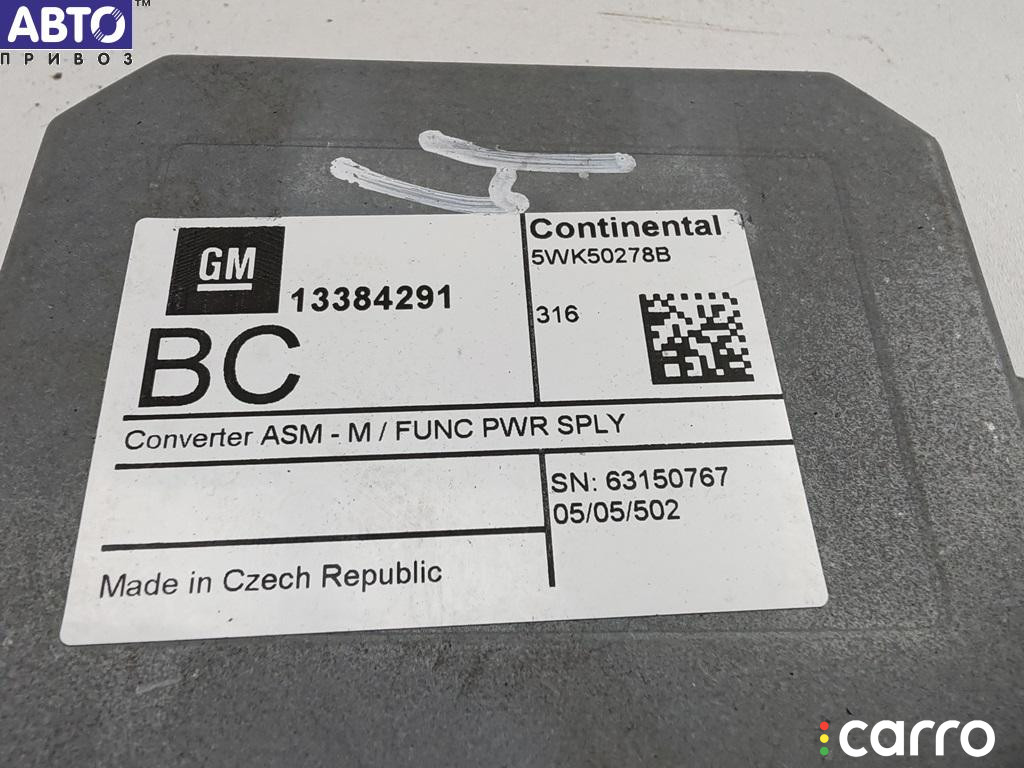 АВТО™
ПРИВОЗ
GM
13384291
BC
Continental
5WK50278B
316
Converter ASM - M / FUNC PWR SPLY
SN: 63150767
05/05/502
Made in Czech Republic
carro